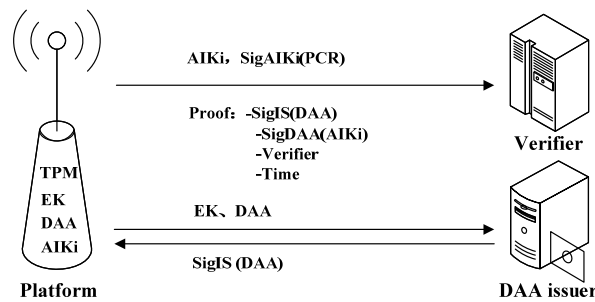 AIKi，SigAIKi(PCR)
Proof：-SigIS(DAA)
-SigDAA(AIKi)
-Verifier
-Time
Verifier
TPM
EK
DAA
AIKi
EK、DAA
SigIS (DAA)
Platform
DAA issuer